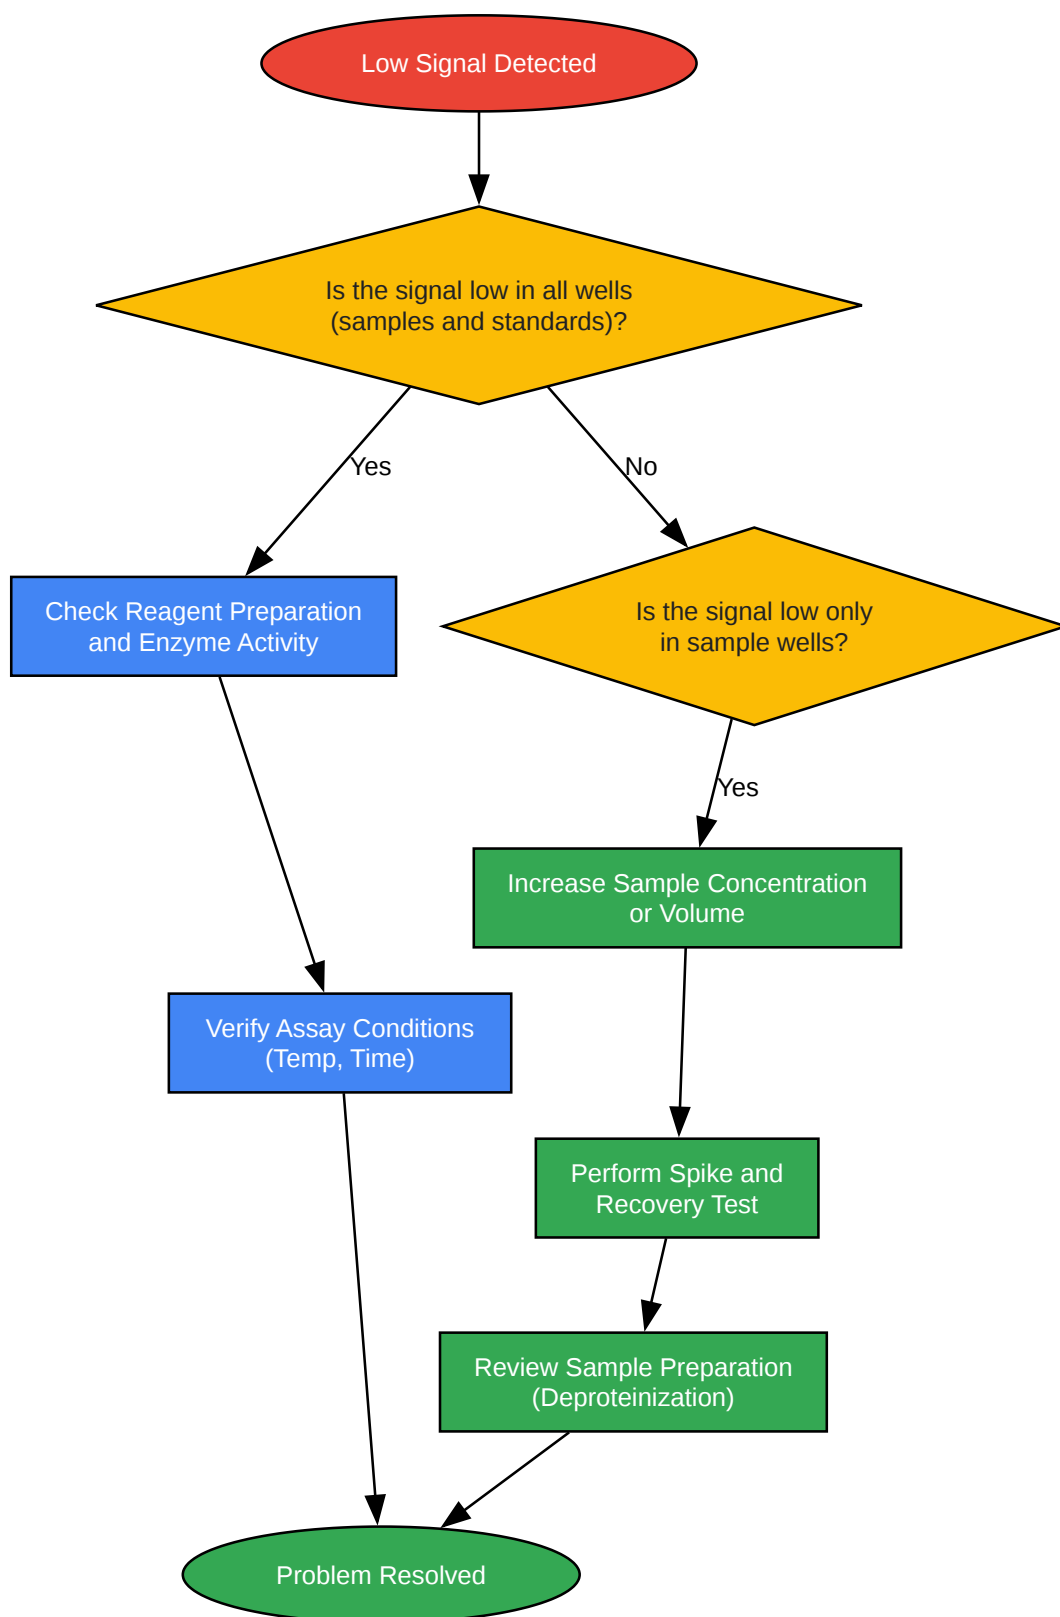 Low Signal Detected
Is the signal low in all wells
(samples and standards)?
Yes
No
Check Reagent Preparation
and Enzyme Activity
Is the signal low only
in sample wells?
Yes
Increase Sample Concentration
or Volume
Verify Assay Conditions
(Temp, Time)
Perform Spike and
Recovery Test
Review Sample Preparation
(Deproteinization)
Problem Resolved